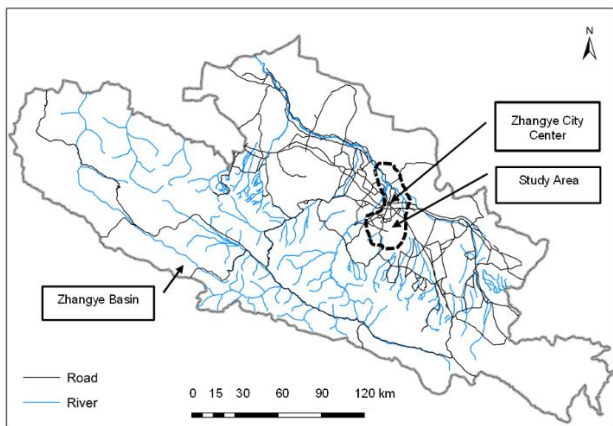 N
Zhangye City
Center
Study Area
Zhangye Basin
Road
River
0 15 30 60 90 120 km